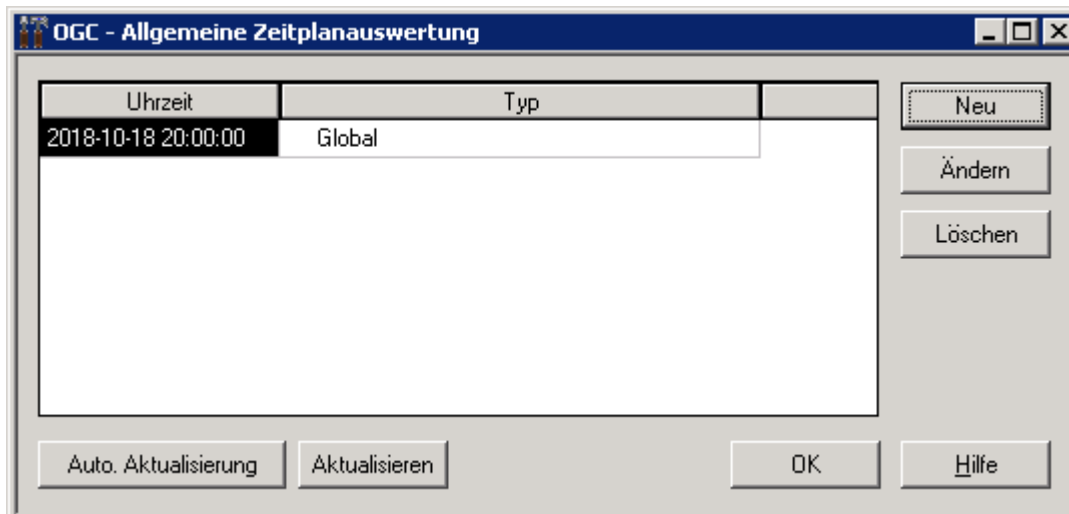 OGC - Allgemeine Zeitplanauswertung
Uhrzeit Typ
2018-10-18 20:00:00 Global
Neu
Ändern
Löschen
Auto. Aktualisierung Aktualisieren OK Hilfe